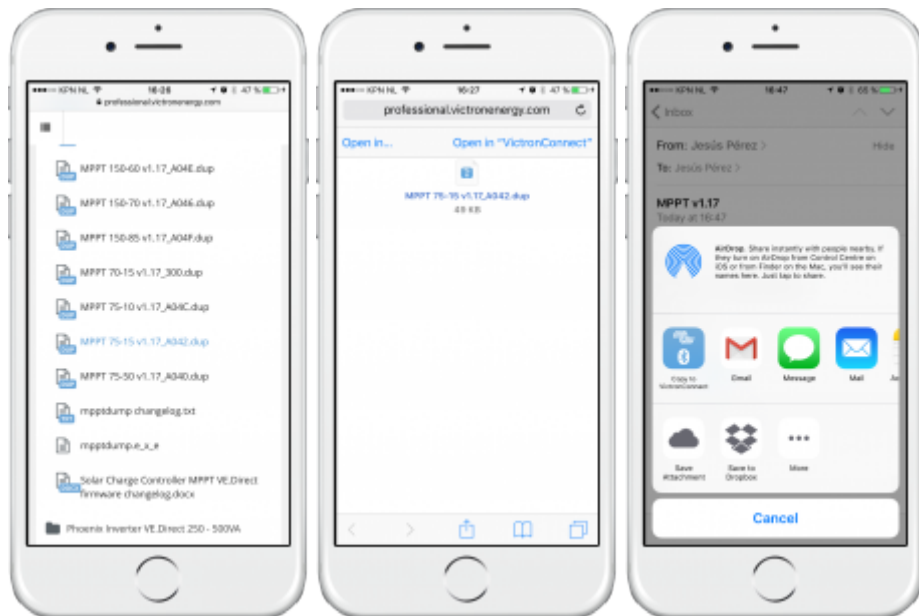 KPN NL 16:26 47 %
professional.victronenergy.com
MPPT 150-60 v1.17_A04E.dup
MPPT 150-70 v1.17_A046.dup
MPPT 150-85 v1.17_A04F.dup
MPPT 70-15 v1.17_300.dup
MPPT 75-10 v1.17_A04C.dup
MPPT 75-15 v1.17_A042.dup
MPPT 75-50 v1.17_A040.dup
mpptdump changelog.txt
mpptdump.e_x_e
Solar Charge Controller MPPT VE.Direct
firmware changelog.docx
Phoenix Inverter VE.Direct 250 - 500VA
KPN NL 16:27 47 %
professional.victronenergy.com
Open in... Open in "VictronConnect"
MPPT 75-15 v1.17_A042.dup
49 KB
KPN NL 16:47 65 %
Inbox
From: Jesús Pérez Hide
To: Jesús Pérez
MPPT v1.17
Today at 16:47
AirDrop. Share instantly with people nearby. If
they turn on AirDrop from Control Centre on
iOS or from Finder on the Mac, you'll see their
names here. Just tap to share.
Copy to
VictronConnect
Gmail
Message
Mail
Save
Attachment
Save to
Dropbox
More
Cancel